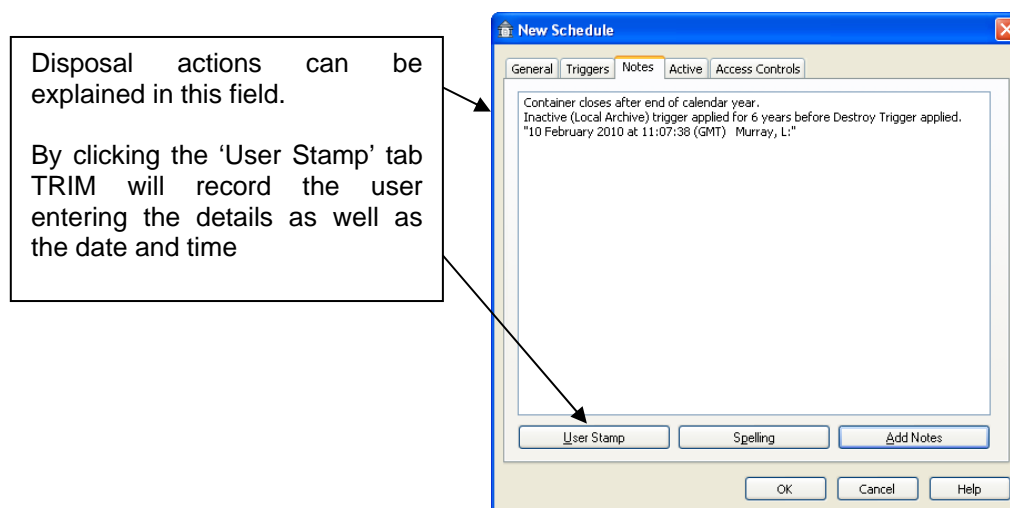 Disposal actions can be
explained in this field.
By clicking the ‘User Stamp’ tab
TRIM will record the user
entering the details as well as
the date and time
New Schedule
General Triggers Notes Active Access Controls
Container closes after end of calendar year.
Inactive (Local Archive) trigger applied for 6 years before Destroy Trigger applied.
"10 February 2010 at 11:07:38 (GMT) Murray, L:"
User Stamp Spelling Add Notes
OK Cancel Help